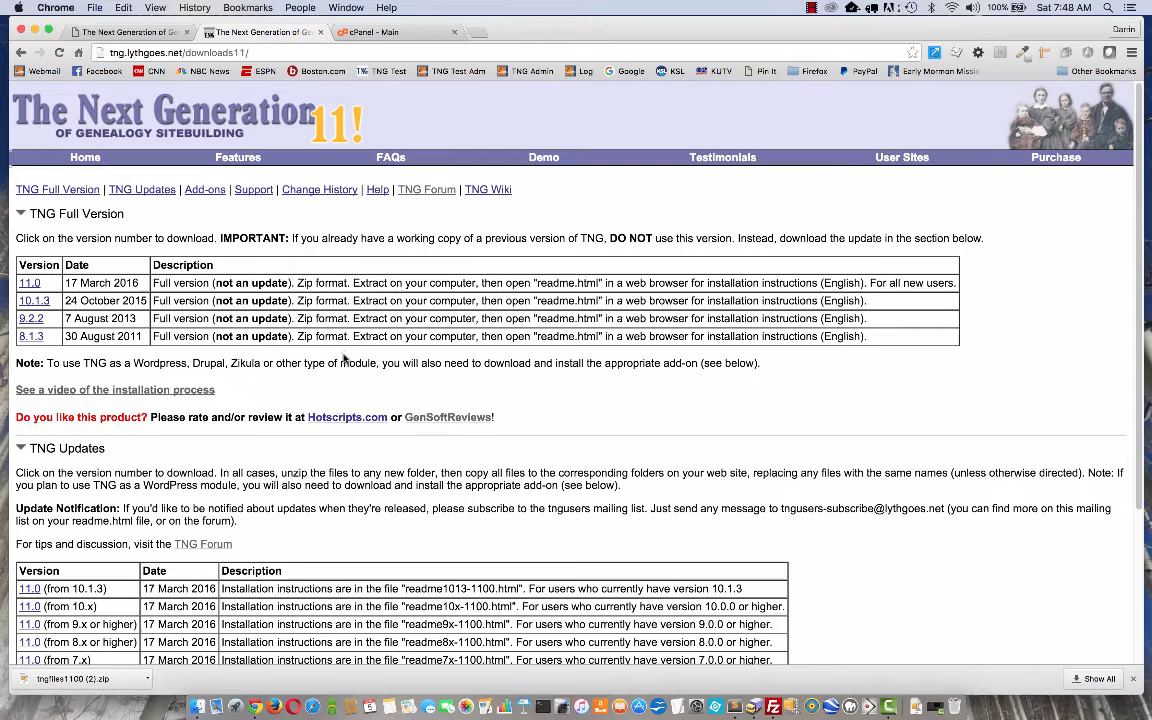 Chrome File Edit View History Bookmarks People Window Help 100% Sat 7:48 AM
The Next Generation of Ge × The Next Generation of Ge × cPanel - Main × Darrin
tng.lythgoes.net/downloads11/
Webmail Facebook CNN NBC News ESPN Boston.com TNG Test TNG Test Adm TNG Admin Log Google KSL KUTV Pin It Firefox PayPal Early Mormon Missio Other Bookmarks
The Next Generation 11!
OF GENEALOGY SITEBUILDING
Home Features FAQs Demo Testimonials User Sites Purchase
TNG Full Version | TNG Updates | Add-ons | Support | Change History | Help | TNG Forum | TNG Wiki
TNG Full Version
Click on the version number to download. IMPORTANT: If you already have a working copy of a previous version of TNG, DO NOT use this version. Instead, download the update in the section below.
Version Date Description
11.0 17 March 2016 Full version (not an update). Zip format. Extract on your computer, then open "readme.html" in a web browser for installation instructions (English). For all new users.
10.1.3 24 October 2015 Full version (not an update). Zip format. Extract on your computer, then open "readme.html" in a web browser for installation instructions (English).
9.2.2 7 August 2013 Full version (not an update). Zip format. Extract on your computer, then open "readme.html" in a web browser for installation instructions (English).
8.1.3 30 August 2011 Full version (not an update). Zip format. Extract on your computer, then open "readme.html" in a web browser for installation instructions (English).
Note: To use TNG as a Wordpress, Drupal, Zikula or other type of module, you will also need to download and install the appropriate add-on (see below).
See a video of the installation process
Do you like this product? Please rate and/or review it at Hotscripts.com or GenSoftReviews!
TNG Updates
Click on the version number to download. In all cases, unzip the files to any new folder, then copy all files to the corresponding folders on your web site, replacing any files with the same names (unless otherwise directed). Note: If
you plan to use TNG as a WordPress module, you will also need to download and install the appropriate add-on (see below).
Update Notification: If you'd like to be notified about updates when they're released, please subscribe to the tngusers mailing list. Just send any message to tngusers-subscribe@lythgoes.net (you can find more on this mailing
list on your readme.html file, or on the forum).
For tips and discussion, visit the TNG Forum
Version Date Description
11.0 (from 10.1.3) 17 March 2016 Installation instructions are in the file "readme1013-1100.html". For users who currently have version 10.1.3
11.0 (from 10.x) 17 March 2016 Installation instructions are in the file "readme10x-1100.html". For users who currently have version 10.0.0 or higher.
11.0 (from 9.x or higher) 17 March 2016 Installation instructions are in the file "readme9x-1100.html". For users who currently have version 9.0.0 or higher.
11.0 (from 8.x or higher) 17 March 2016 Installation instructions are in the file "readme8x-1100.html". For users who currently have version 8.0.0 or higher.
11.0 (from 7.x) 17 March 2016 Installation instructions are in the file "readme7x-1100.html". For users who currently have version 7.0.0 or higher.
tngfiles1100 (2).zip Show All